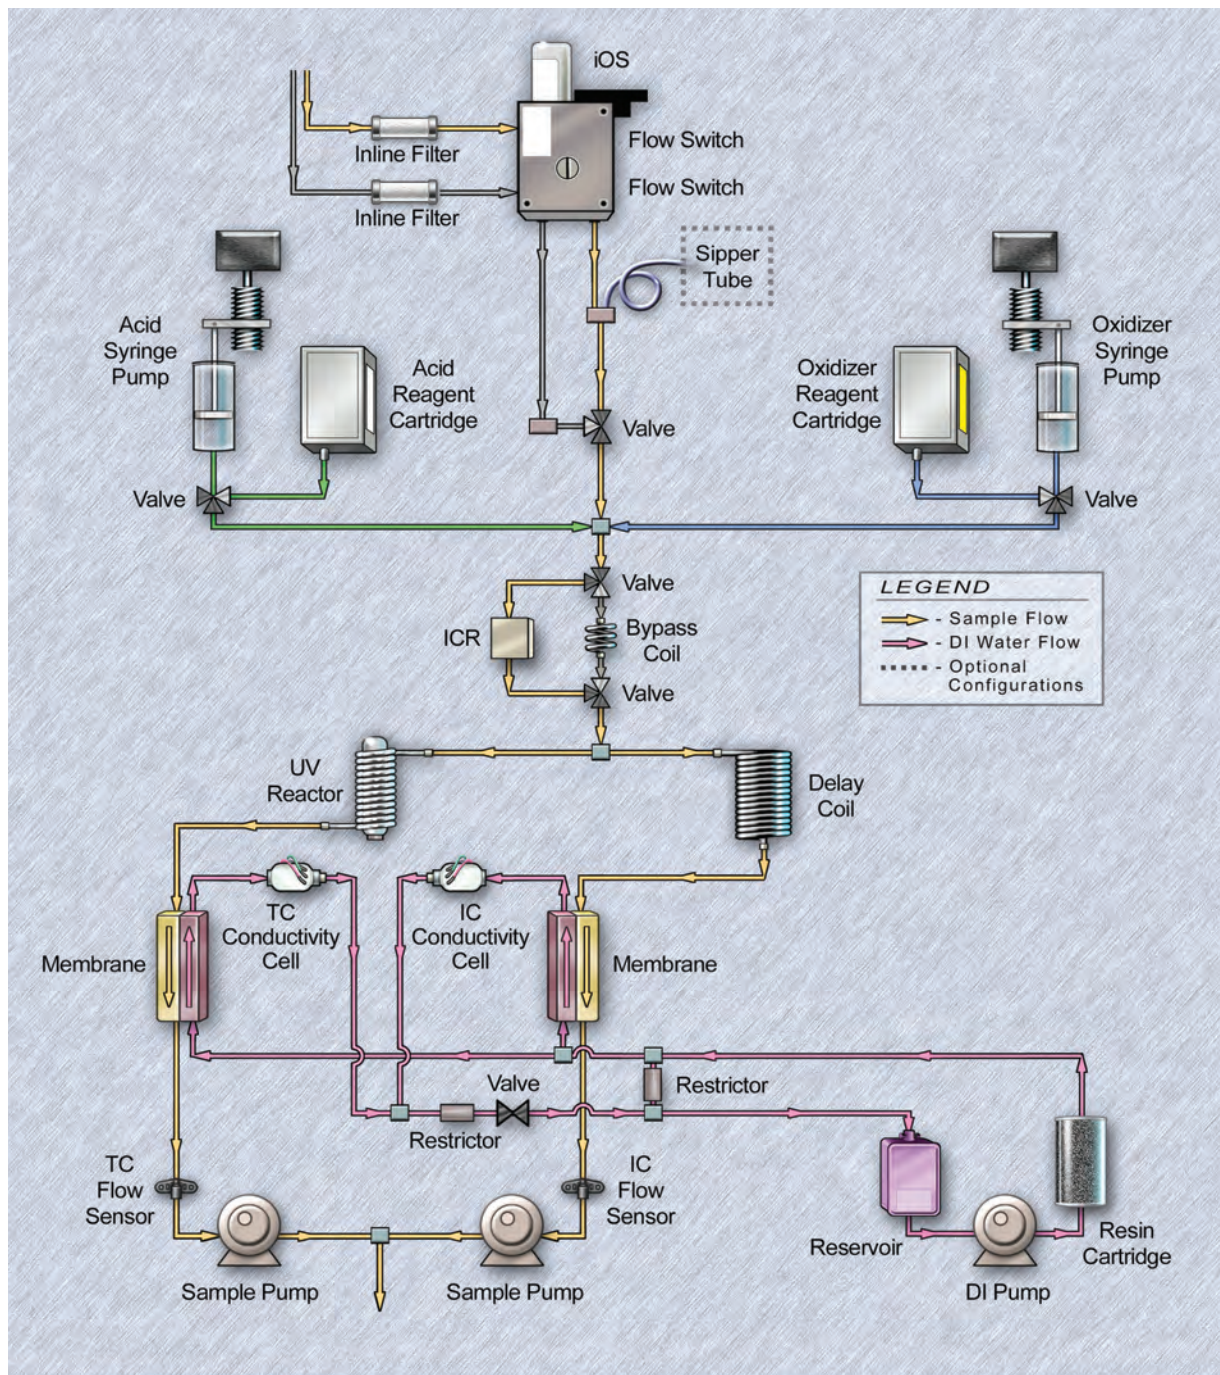 iOS
Flow Switch
Inline Filter
Flow Switch
Inline Filter
Sipper
Tube
Acid
Syringe
Pump
Acid
Reagent
Cartridge
Oxidizer
Reagent
Cartridge
Oxidizer
Syringe
Pump
Valve
Valve
Valve
Valve
LEGEND
- Sample Flow
- DI Water Flow
- Optional
Configurations
ICR
Bypass
Coil
Valve
UV
Reactor
Delay
Coil
TC
Conductivity
Cell
IC
Conductivity
Cell
Membrane
Membrane
Valve
Restrictor
Restrictor
TC
Flow
Sensor
IC
Flow
Sensor
Reservoir
Resin
Cartridge
Sample Pump
Sample Pump
DI Pump